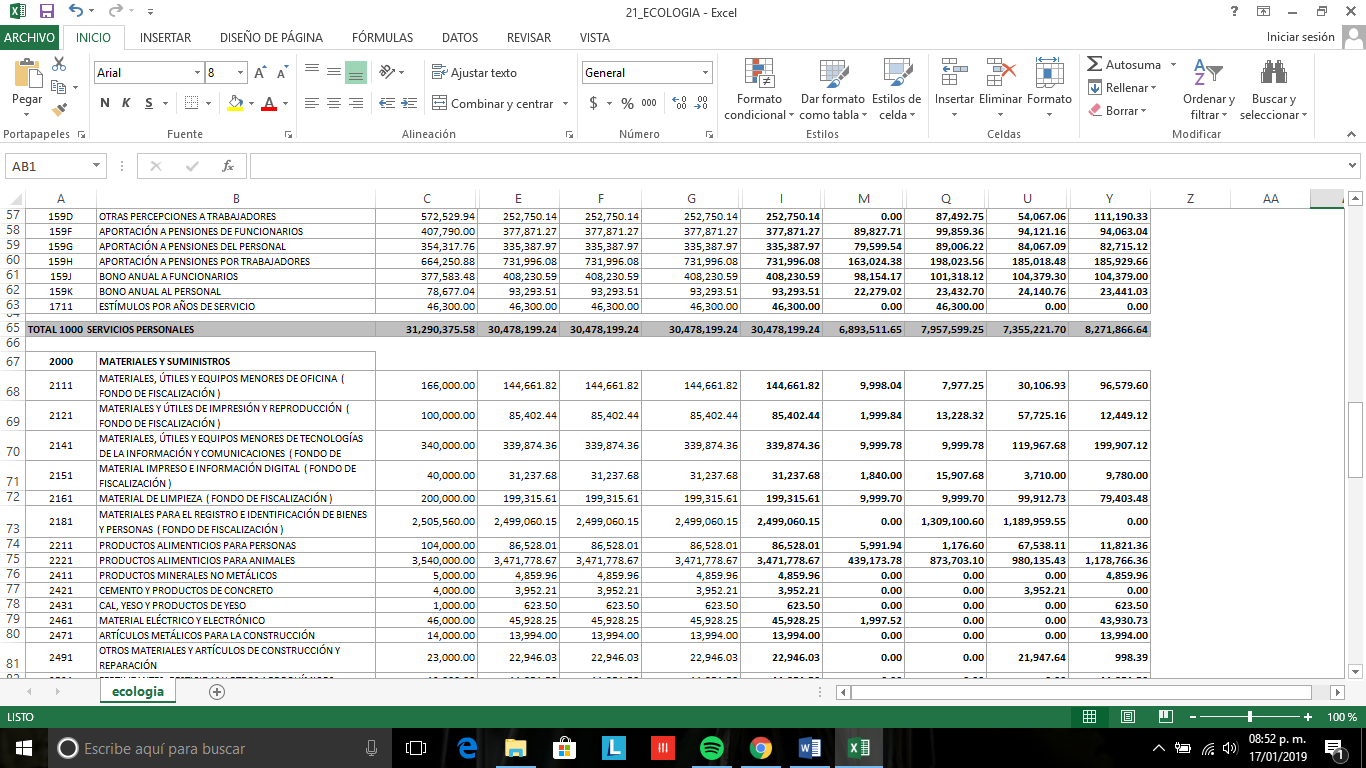 21_ECOLOGIA - Excel
ARCHIVO INICIO INSERTAR DISEÑO DE PÁGINA FÓRMULAS DATOS REVISAR VISTA Iniciar sesión
Pegar
Portapapeles
Arial 8
N K S
Fuente
Ajustar texto
Combinar y centrar
Alineación
General
$ % 000
Número
Formato condicional
Dar formato como tabla
Estilos de celda
Estilos
Insertar Eliminar Formato
Celdas
Autosuma
Rellenar
Borrar
Ordenar y filtrar
Buscar y seleccionar
Modificar
AB1 fx
A B C E F G I M Q U Y Z AA
57 159D OTRAS PERCEPCIONES A TRABAJADORES 572,529.94 252,750.14 252,750.14 252,750.14 252,750.14 0.00 87,492.75 54,067.06 111,190.33
58 159F APORTACIÓN A PENSIONES DE FUNCIONARIOS 407,790.00 377,871.27 377,871.27 377,871.27 377,871.27 89,827.71 99,859.36 94,121.16 94,063.04
59 159G APORTACIÓN A PENSIONES DEL PERSONAL 354,317.76 335,387.97 335,387.97 335,387.97 335,387.97 79,599.54 89,006.22 84,067.09 82,715.12
60 159H APORTACIÓN A PENSIONES POR TRABAJADORES 664,250.88 731,996.08 731,996.08 731,996.08 731,996.08 163,024.38 198,023.56 185,018.48 185,929.66
61 159J BONO ANUAL A FUNCIONARIOS 377,583.48 408,230.59 408,230.59 408,230.59 408,230.59 98,154.17 101,318.12 104,379.30 104,379.00
62 159K BONO ANUAL AL PERSONAL 78,677.04 93,293.51 93,293.51 93,293.51 93,293.51 22,279.02 23,432.70 24,140.76 23,441.03
63 1711 ESTÍMULOS POR AÑOS DE SERVICIO 46,300.00 46,300.00 46,300.00 46,300.00 46,300.00 0.00 46,300.00 0.00 0.00
65 TOTAL 1000 SERVICIOS PERSONALES 31,290,375.58 30,478,199.24 30,478,199.24 30,478,199.24 30,478,199.24 6,893,511.65 7,957,599.25 7,355,221.70 8,271,866.64
66
67 2000 MATERIALES Y SUMINISTROS
68 2111 MATERIALES, ÚTILES Y EQUIPOS MENORES DE OFICINA ( 166,000.00 144,661.82 144,661.82 144,661.82 144,661.82 9,998.04 7,977.25 30,106.93 96,579.60
FONDO DE FISCALIZACIÓN )
69 2121 MATERIALES Y ÚTILES DE IMPRESIÓN Y REPRODUCCIÓN ( 100,000.00 85,402.44 85,402.44 85,402.44 85,402.44 1,999.84 13,228.32 57,725.16 12,449.12
FONDO DE FISCALIZACIÓN )
70 2141 MATERIALES, ÚTILES Y EQUIPOS MENORES DE TECNOLOGÍAS 340,000.00 339,874.36 339,874.36 339,874.36 339,874.36 9,999.78 9,999.78 119,967.68 199,907.12
DE LA INFORMACIÓN Y COMUNICACIONES ( FONDO DE
71 2151 MATERIAL IMPRESO E INFORMACIÓN DIGITAL ( FONDO DE 40,000.00 31,237.68 31,237.68 31,237.68 31,237.68 1,840.00 15,907.68 3,710.00 9,780.00
FISCALIZACIÓN )
72 2161 MATERIAL DE LIMPIEZA ( FONDO DE FISCALIZACIÓN ) 200,000.00 199,315.61 199,315.61 199,315.61 199,315.61 9,999.70 9,999.70 99,912.73 79,403.48
73 2181 MATERIALES PARA EL REGISTRO E IDENTIFICACIÓN DE BIENES 2,505,560.00 2,499,060.15 2,499,060.15 2,499,060.15 2,499,060.15 0.00 1,309,100.60 1,189,959.55 0.00
Y PERSONAS ( FONDO DE FISCALIZACIÓN )
74 2211 PRODUCTOS ALIMENTICIOS PARA PERSONAS 104,000.00 86,528.01 86,528.01 86,528.01 86,528.01 5,991.94 1,176.60 67,538.11 11,821.36
75 2221 PRODUCTOS ALIMENTICIOS PARA ANIMALES 3,540,000.00 3,471,778.67 3,471,778.67 3,471,778.67 3,471,778.67 439,173.78 873,703.10 980,135.43 1,178,766.36
76 2411 PRODUCTOS MINERALES NO METÁLICOS 5,000.00 4,859.96 4,859.96 4,859.96 4,859.96 0.00 0.00 0.00 4,859.96
77 2421 CEMENTO Y PRODUCTOS DE CONCRETO 4,000.00 3,952.21 3,952.21 3,952.21 3,952.21 0.00 0.00 3,952.21 0.00
78 2431 CAL, YESO Y PRODUCTOS DE YESO 1,000.00 623.50 623.50 623.50 623.50 0.00 0.00 0.00 623.50
79 2461 MATERIAL ELÉCTRICO Y ELECTRÓNICO 46,000.00 45,928.25 45,928.25 45,928.25 45,928.25 1,997.52 0.00 0.00 43,930.73
80 2471 ARTÍCULOS METÁLICOS PARA LA CONSTRUCCIÓN 14,000.00 13,994.00 13,994.00 13,994.00 13,994.00 0.00 0.00 0.00 13,994.00
81 2491 OTROS MATERIALES Y ARTÍCULOS DE CONSTRUCCIÓN Y 23,000.00 22,946.03 22,946.03 22,946.03 22,946.03 0.00 0.00 21,947.64 998.39
REPARACIÓN
ecologia
LISTO 100 %
Escribe aquí para buscar
08:52 p. m.
17/01/2019